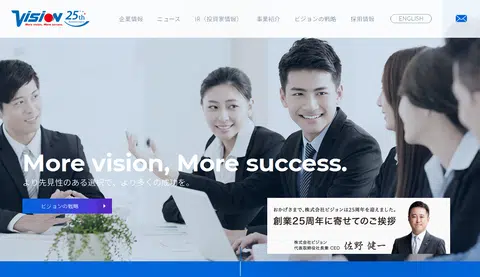 VISION 25th
More vision, More success.
企業情報 ニュース IR（投資家情報） 事業紹介 ビジョンの戦略 採用情報 ENGLISH
More vision, More success.
より先見性のある選択で、より多くの成功を。
ビジョンの戦略
おかげさまで、株式会社ビジョンは25周年を迎えました。
創業25周年に寄せてのご挨拶
株式会社ビジョン
代表取締役社長兼 CEO 佐野 健一